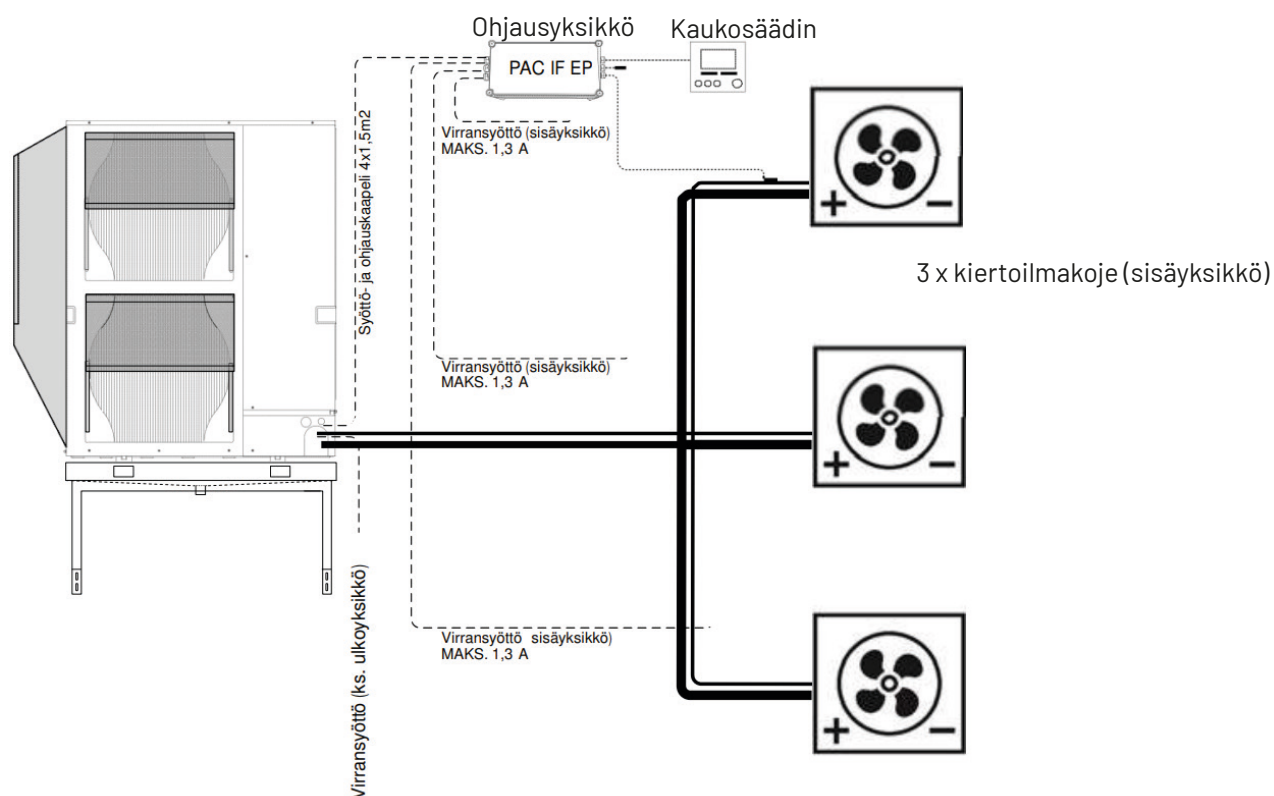 Ohjausyksikkö
Kaukosäädin
PAC IF EP
Virransyöttö (sisäyksikkö)
MAKS. 1,3 A
Syöttö- ja ohjauskaapeli 4x1,5m2
3 x kiertoilmakoje (sisäyksikkö)
Virransyöttö (sisäyksikkö)
MAKS. 1,3 A
Virransyöttö (ks. ulkoyksikkö)
Virransyöttö sisäyksikkö)
MAKS. 1,3 A